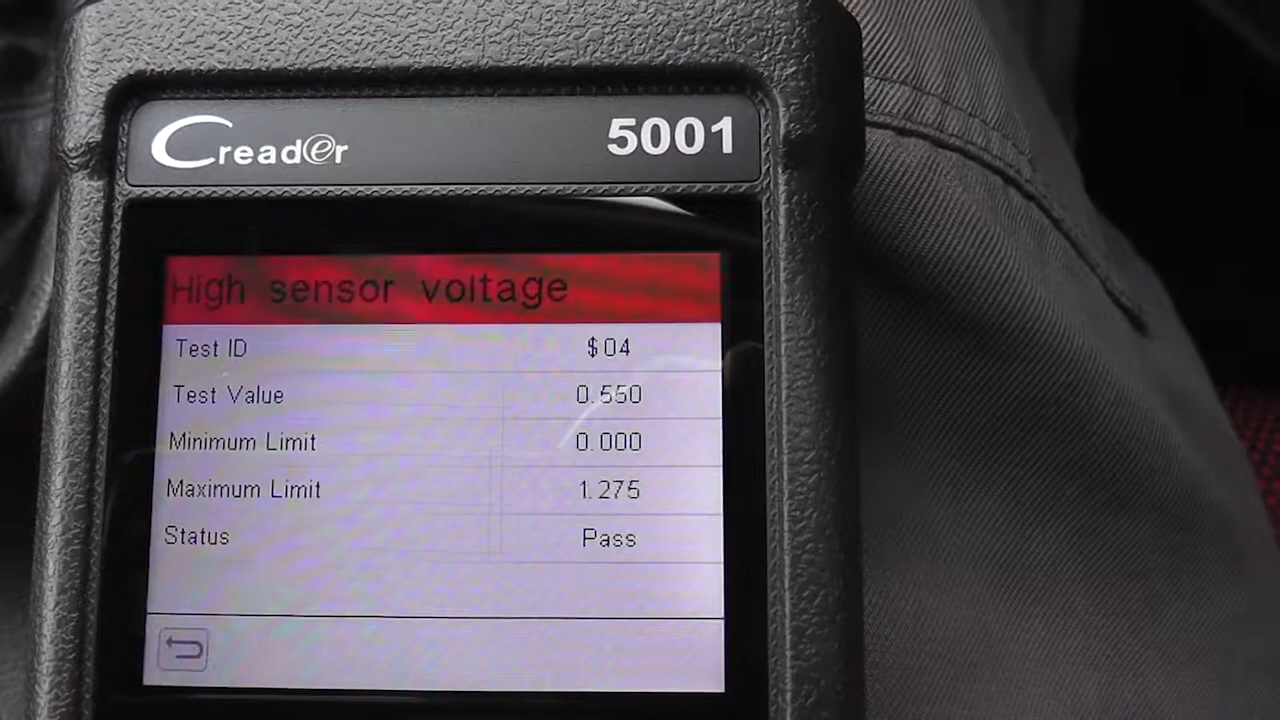 Creader 5001
High sensor voltage
Test ID $04
Test Value 0.550
Minimum Limit 0.000
Maximum Limit 1.275
Status Pass